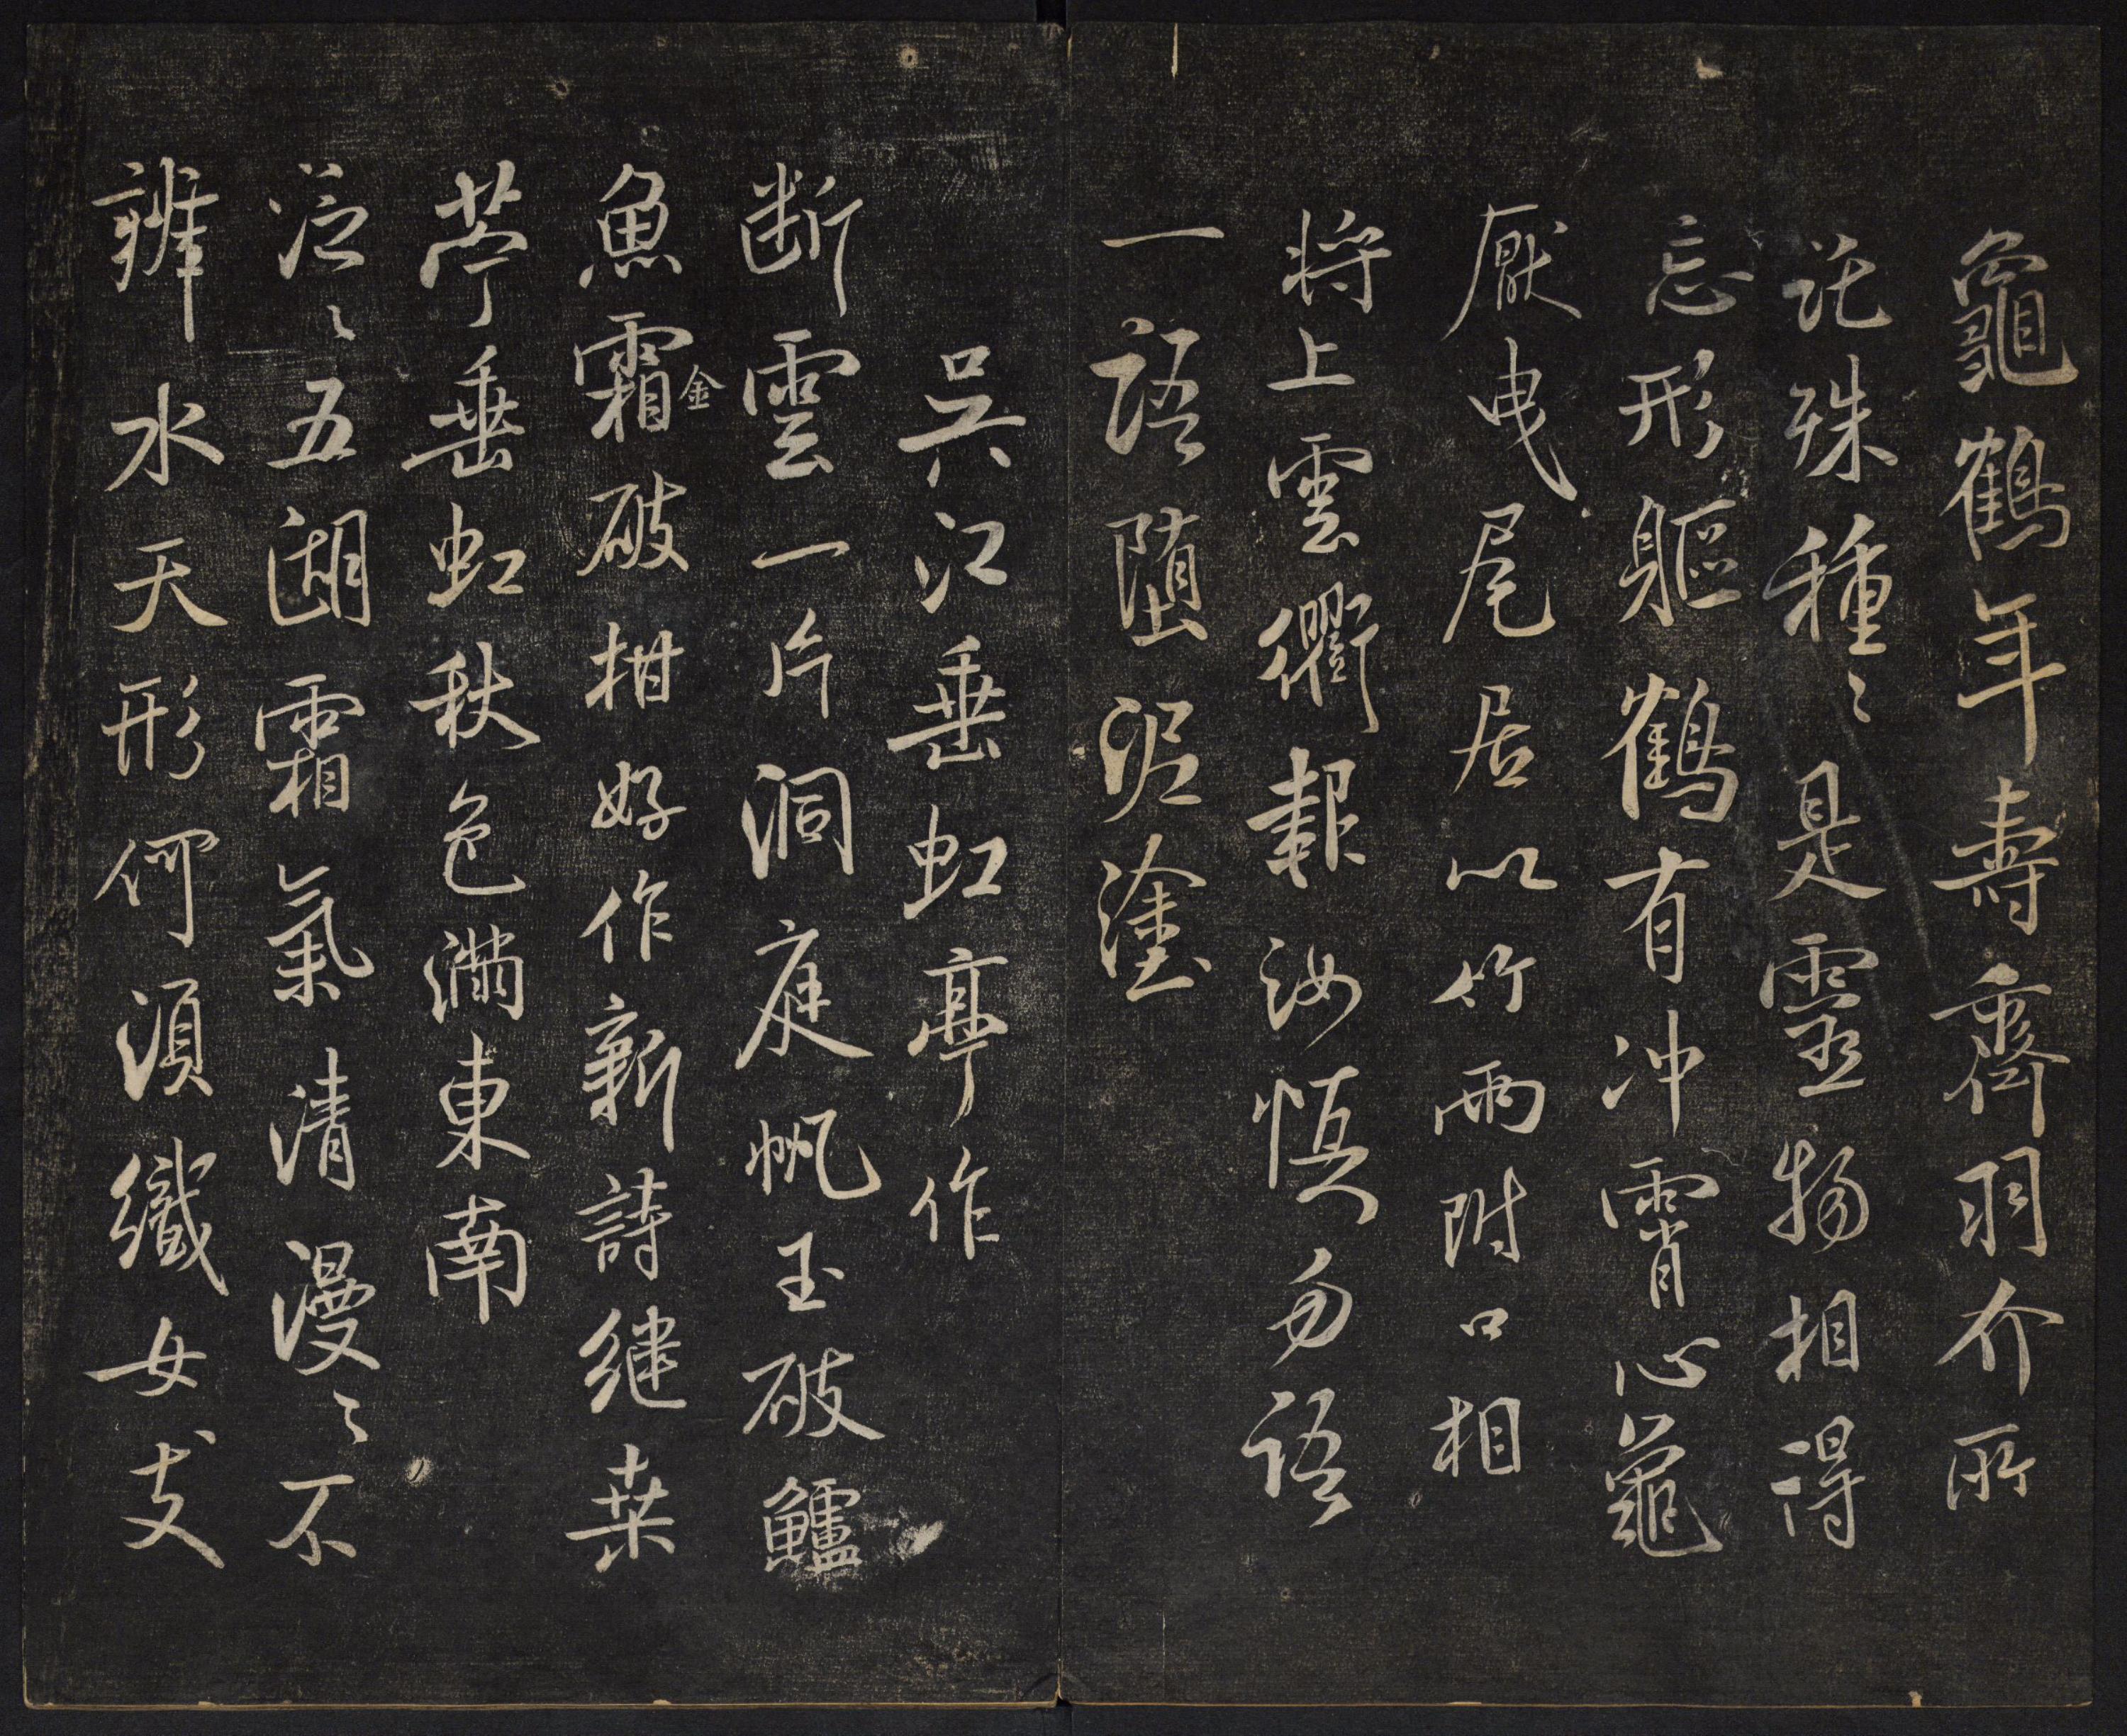 龜鶴年壽齊羽介所
託殊種〻是靈物相得
忘形軀鶴有冲霄心龜
厭曳尾居以竹兩附口相
將上雲衢報汝慎勿語
一語墮泥塗
吳江垂虹亭作
斷雲一片洞庭帆玉破鱸
魚霜金破柑好作新詩繼桑
苧垂虹秋色滿東南
泛〻五湖霜氣清漫〻不
辨水天形何須織女支